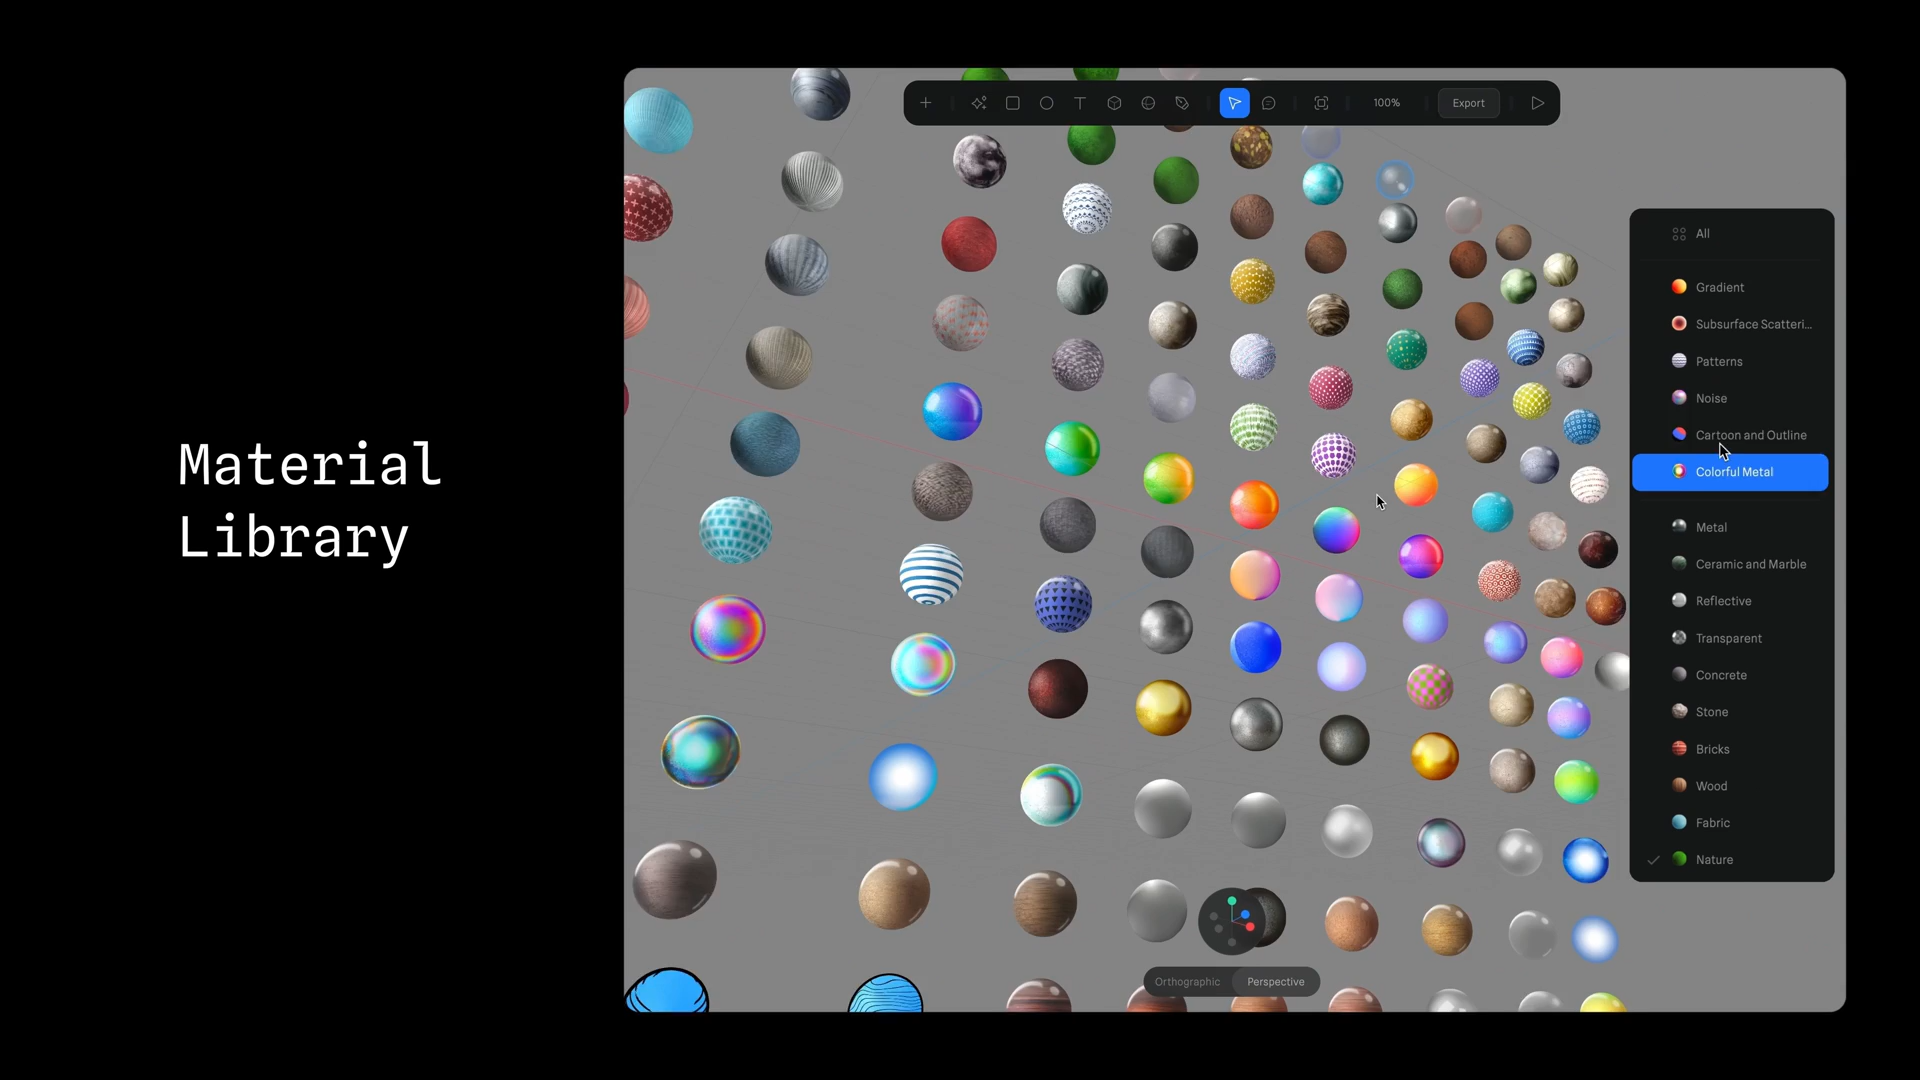 Material
Library
100%
Export
All
Gradient
Subsurface Scatteri...
Patterns
Noise
Cartoon and Outline
Colorful Metal
Metal
Ceramic and Marble
Reflective
Transparent
Concrete
Stone
Bricks
Wood
Fabric
Nature
Orthographic
Perspective